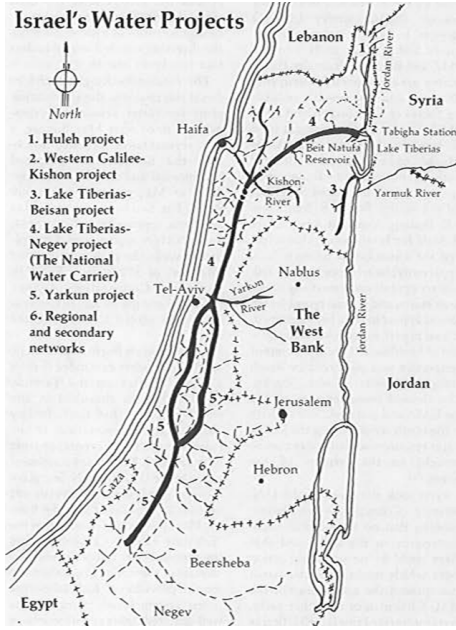 Israel's Water Projects
North
1. Huleh project
2. Western Galilee-
Kishon project
3. Lake Tiberias-
Beisan project
4. Lake Tiberias-
Negev project
(The National
Water Carrier)
5. Yarkun project
6. Regional
and secondary
networks
Lebanon
1
Jordan River
Syria
Haifa
2
4
Tabigha Station
Beit Natufa
Reservoir
Lake Tiberias
Kishon
River
3
Yarmuk River
4
Nablus
Tel-Aviv
Yarkun
River
The
West
Bank
Jordan River
Jordan
5
Jerusalem
5
6
Hebron
Gaza
5
Beersheba
Egypt
Negev